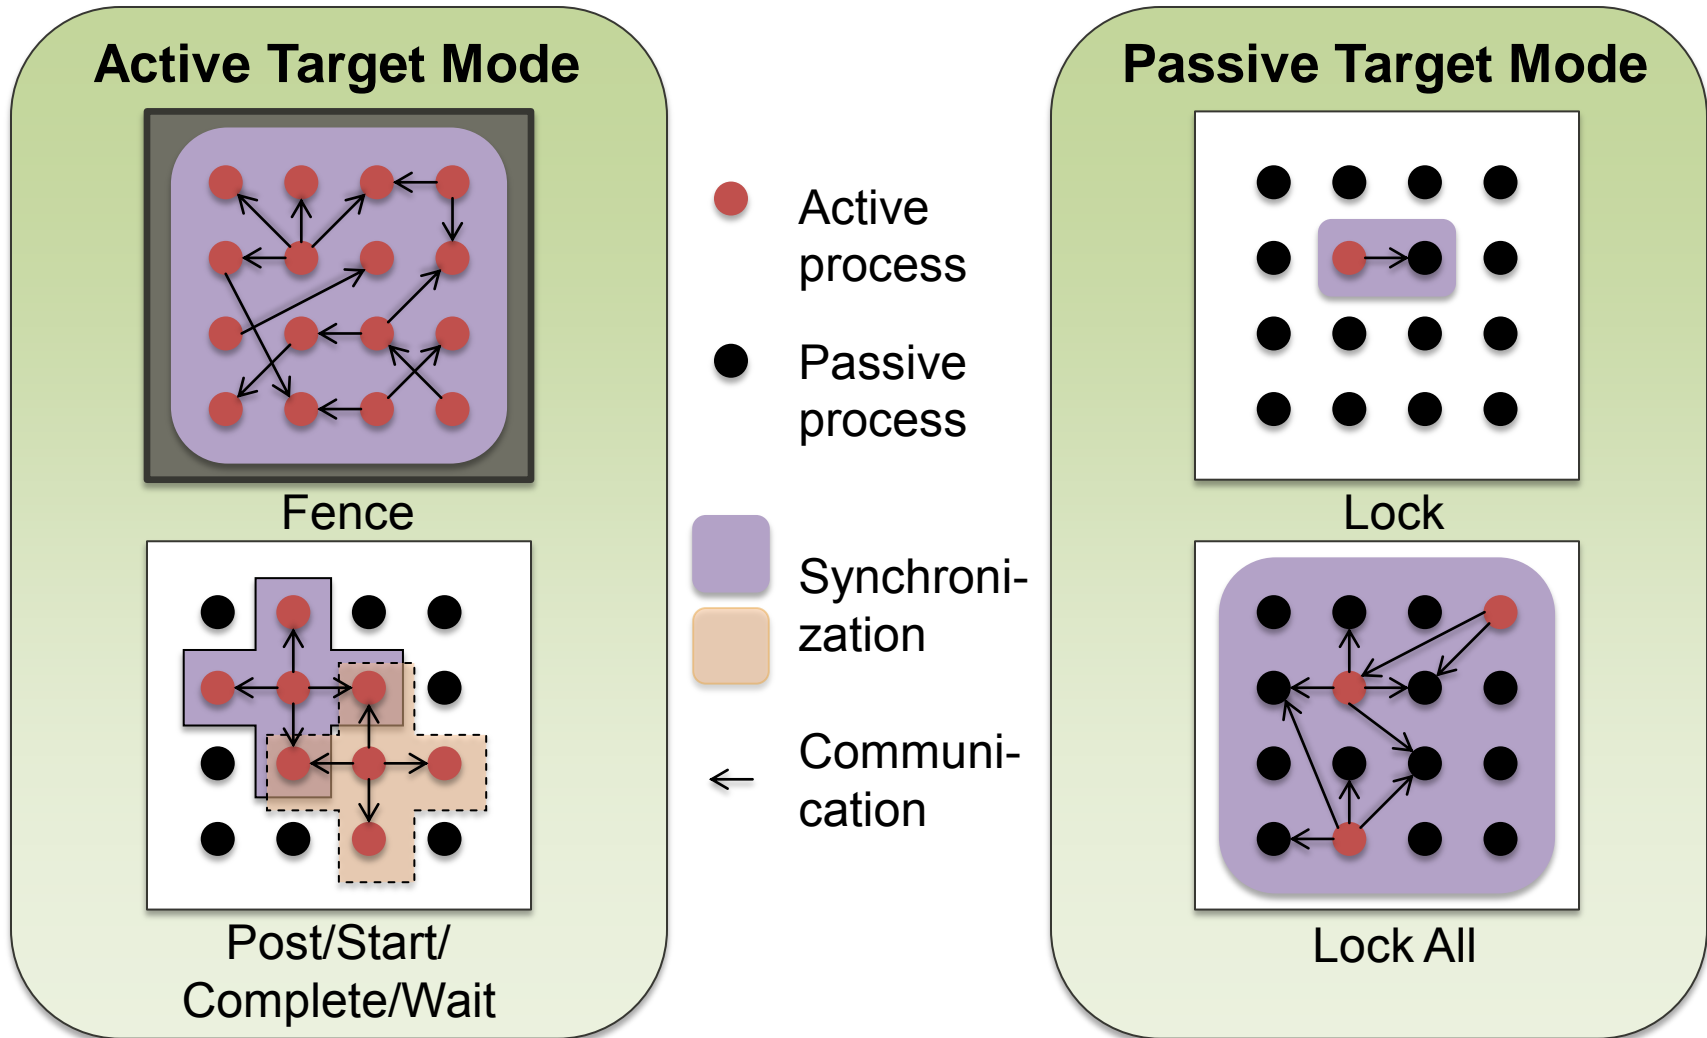 Active Target Mode
Fence
Post/Start/
Complete/Wait
Active
process
Passive
process
Synchroni-
zation
Communi-
cation
Passive Target Mode
Lock
Lock All